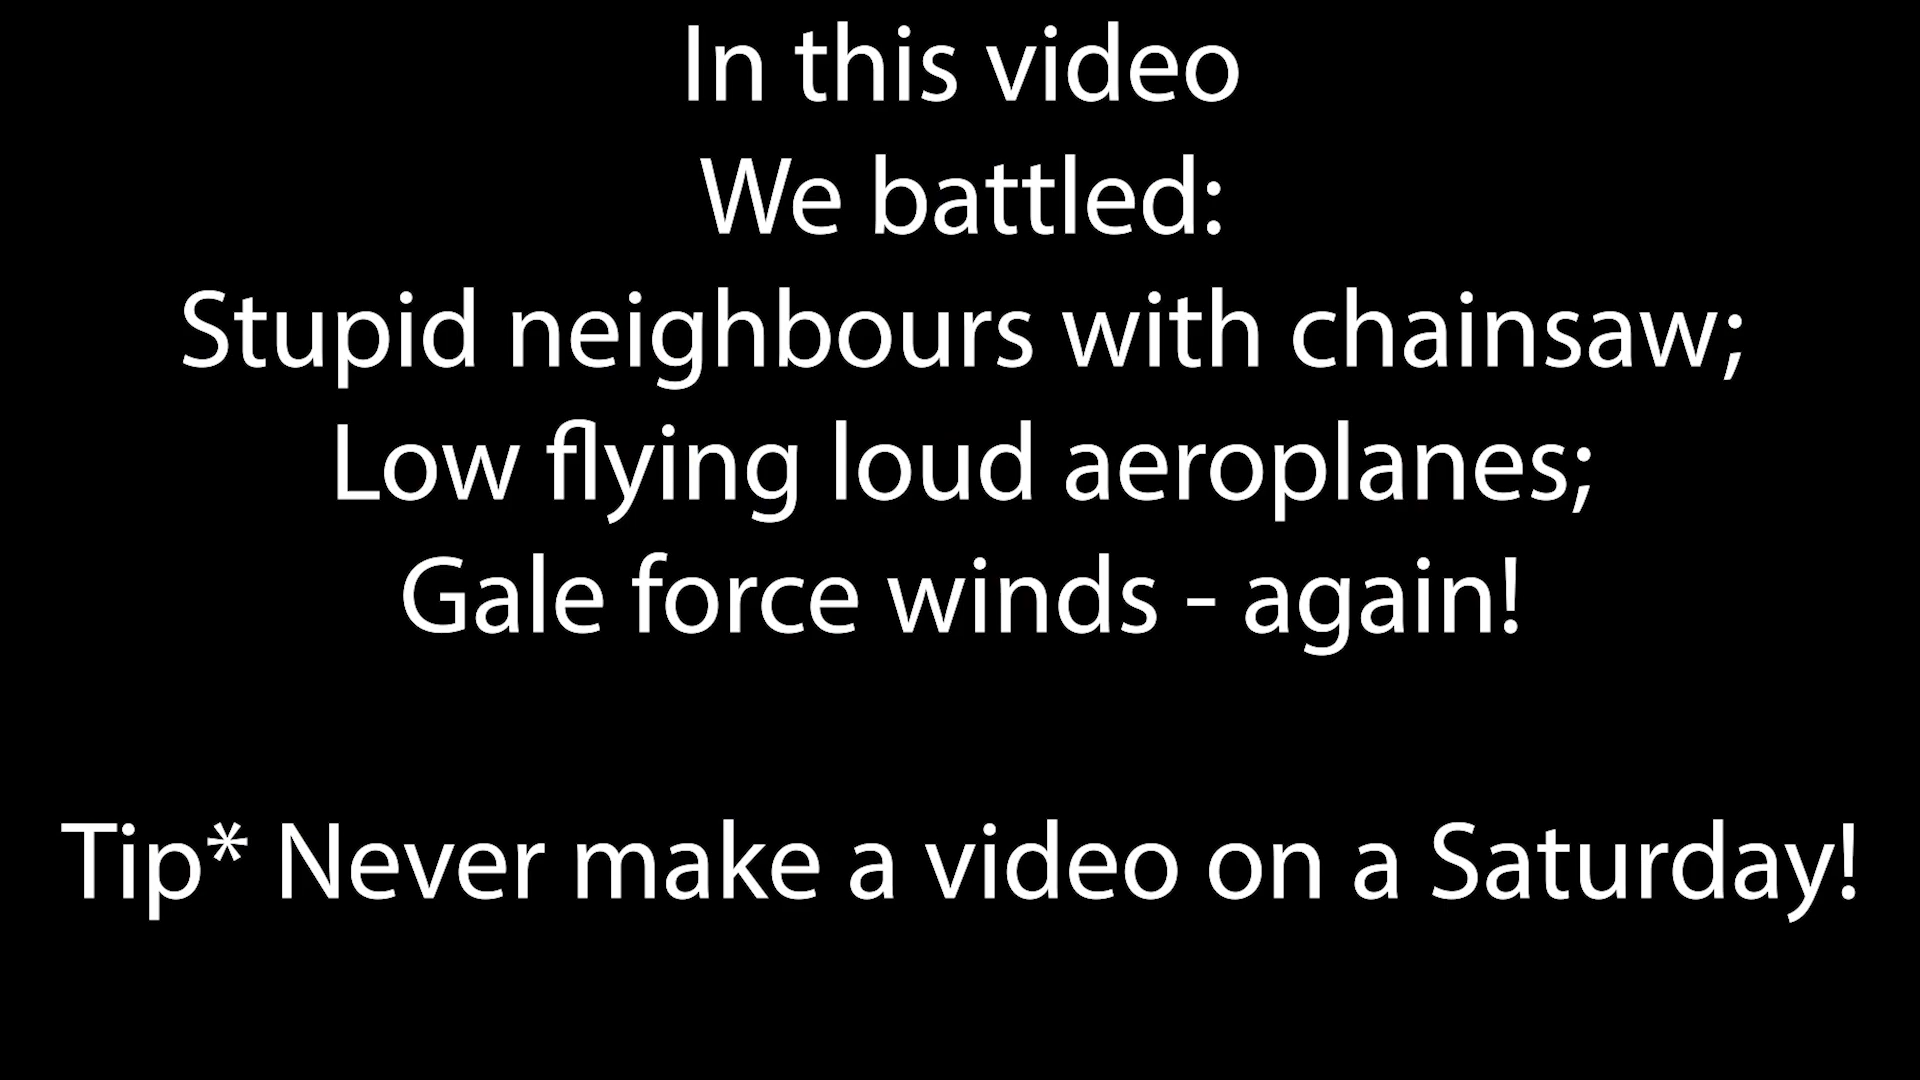 In this video
We battled:
Stupid neighbours with chainsaw;
Low flying loud aeroplanes;
Gale force winds - again!
Tip* Never make a video on a Saturday!